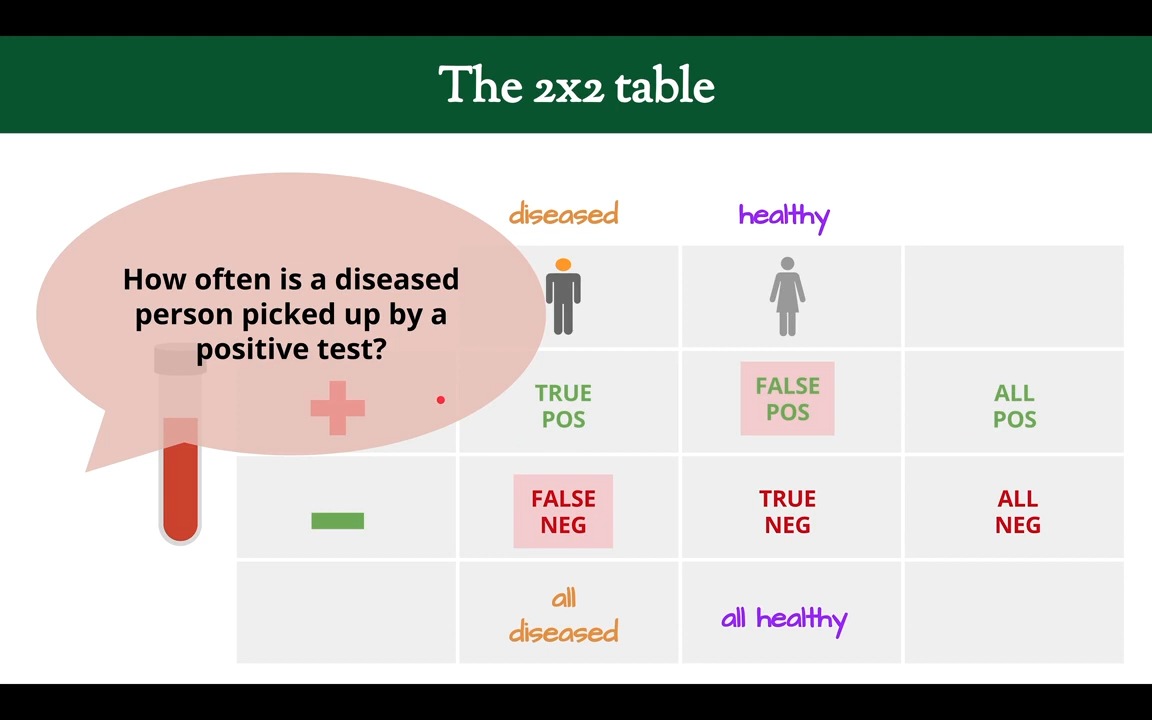 The 2x2 table
How often is a diseased
person picked up by a
positive test?
diseased
healthy
TRUE
POS
FALSE
POS
ALL
POS
FALSE
NEG
TRUE
NEG
ALL
NEG
all
diseased
all healthy